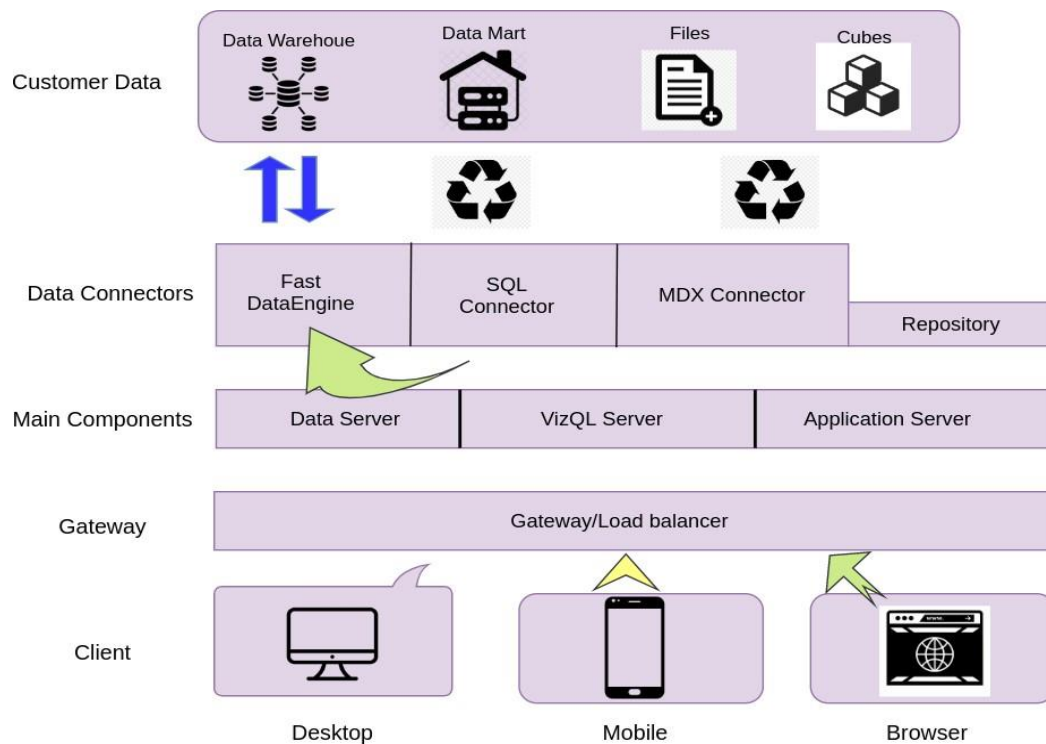 Customer Data
Data Warehoue
Data Mart
Files
Cubes
Data Connectors
Fast
DataEngine
SQL
Connector
MDX Connector
Repository
Main Components
Data Server
VizQL Server
Application Server
Gateway
Gateway/Load balancer
Client
www.
Desktop
Mobile
Browser